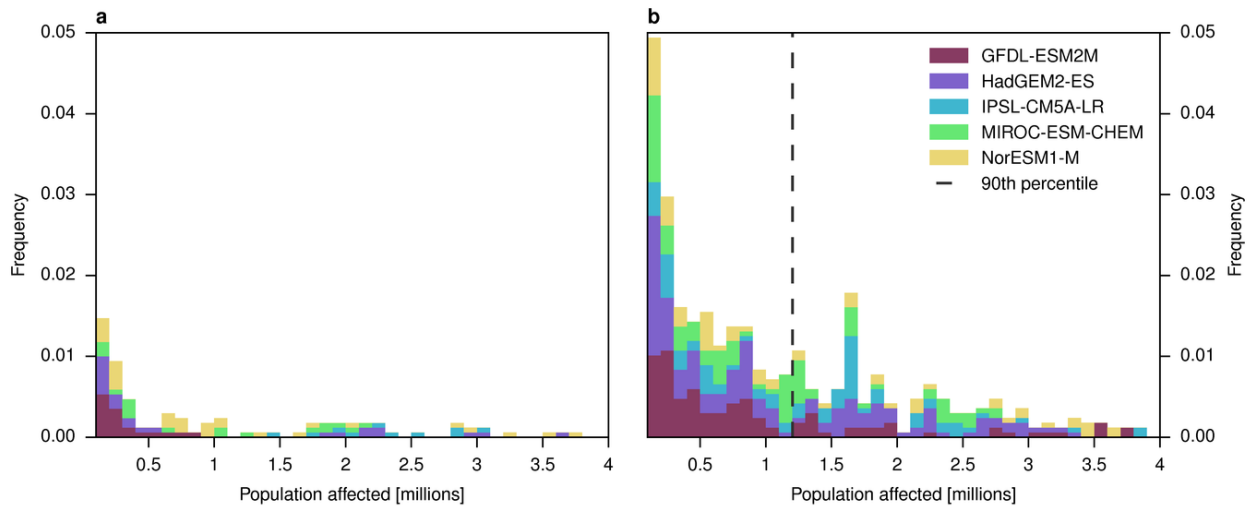 a
0.05
0.04
0.03
0.02
0.01
0.00
Frequency
0.5 1 1.5 2 2.5 3 3.5 4
Population affected [millions]
b
GFDL-ESM2M
HadGEM2-ES
IPSL-CM5A-LR
MIROC-ESM-CHEM
NorESM1-M
90th percentile
0.05
0.04
0.03
0.02
0.01
0.00
Frequency
0.5 1 1.5 2 2.5 3 3.5 4
Population affected [millions]